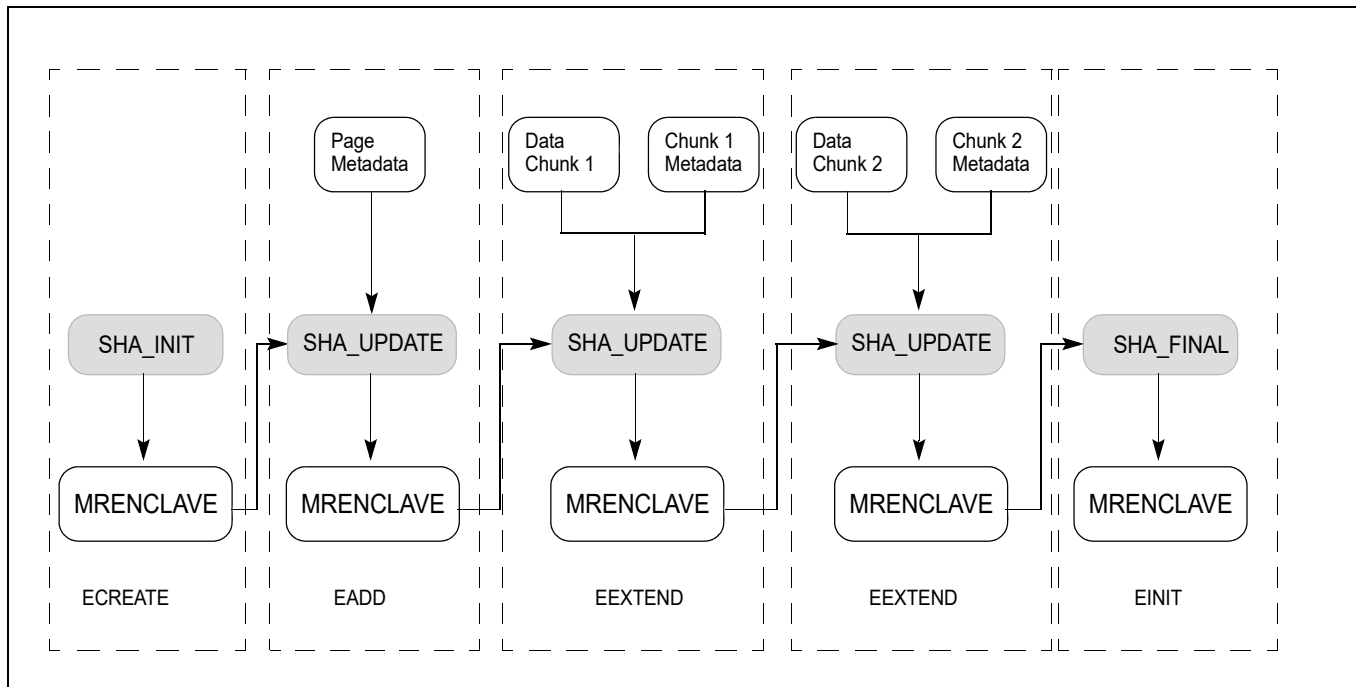 Page
Metadata
Data
Chunk 1
Chunk 1
Metadata
Data
Chunk 2
Chunk 2
Metadata
SHA_INIT
SHA_UPDATE
SHA_UPDATE
SHA_UPDATE
SHA_FINAL
MRENCLAVE
MRENCLAVE
MRENCLAVE
MRENCLAVE
MRENCLAVE
ECREATE
EADD
EEXTEND
EEXTEND
EINIT